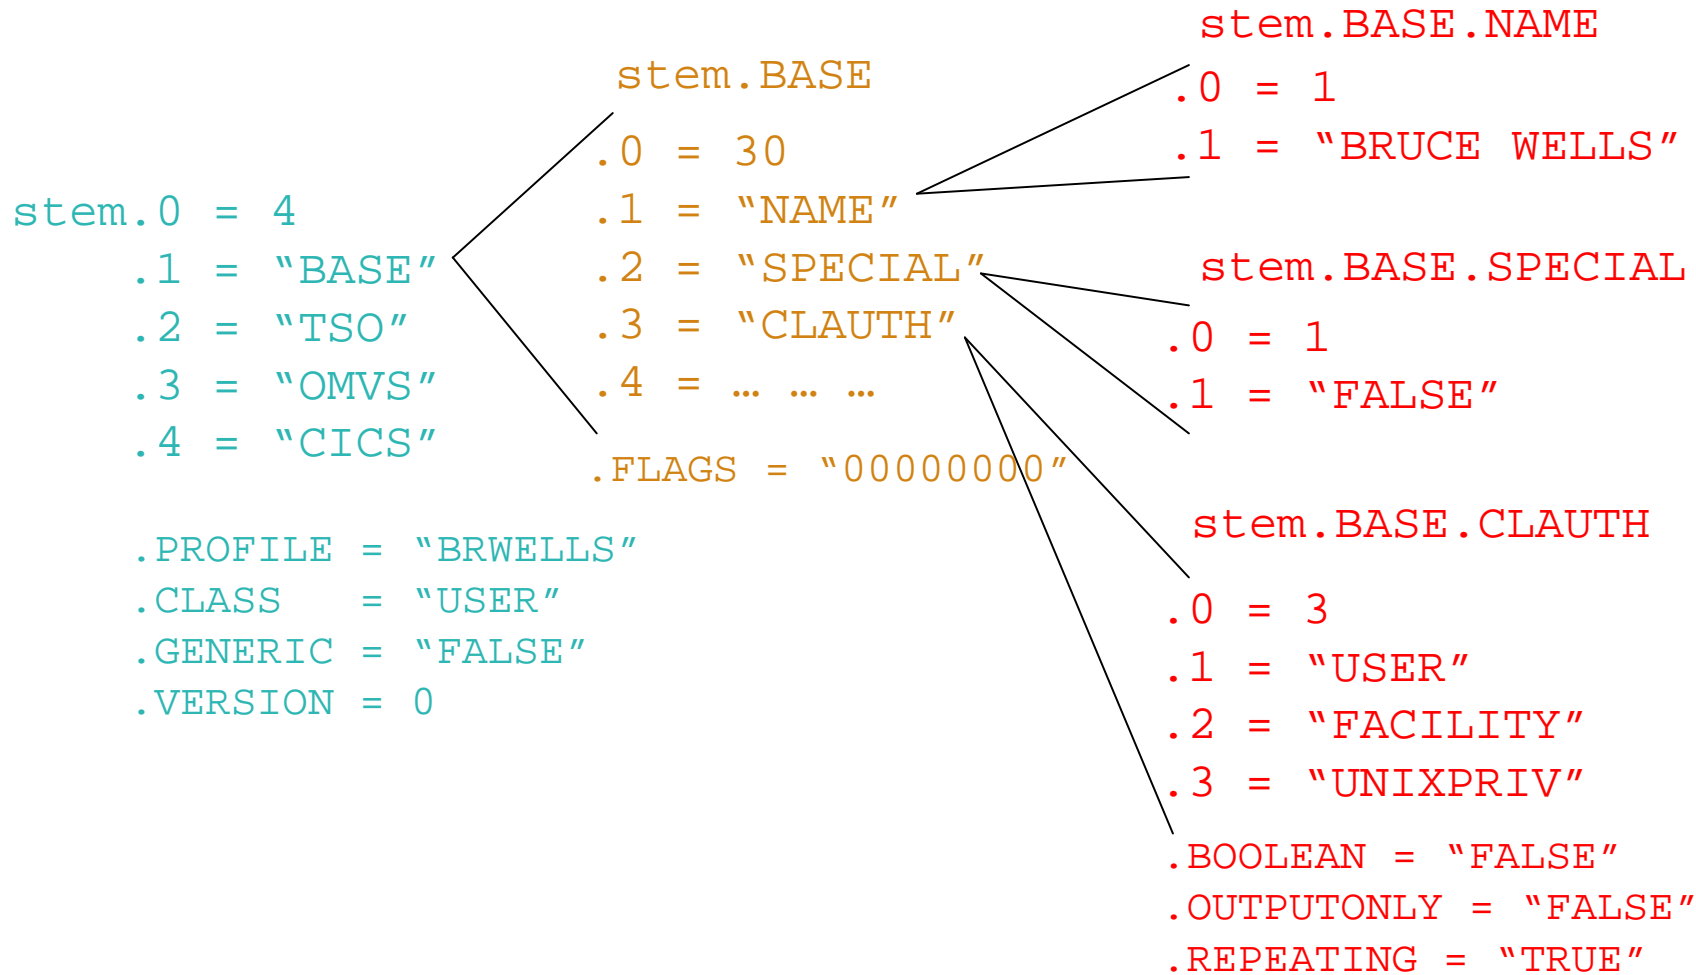 stem.0 = 4
.1 = “BASE”
.2 = “TSO”
.3 = “OMVS”
.4 = “CICS”
.PROFILE = “BRWELLS”
.CLASS = “USER”
.GENERIC = “FALSE”
.VERSION = 0
stem.BASE
.0 = 30
.1 = “NAME”
.2 = “SPECIAL”
.3 = “CLAUTH”
.4 = … … …
.FLAGS = “00000000”
stem.BASE.NAME
.0 = 1
.1 = “BRUCE WELLS”
stem.BASE.SPECIAL
.0 = 1
.1 = “FALSE”
stem.BASE.CLAUTH
.0 = 3
.1 = “USER”
.2 = “FACILITY”
.3 = “UNIXPRIV”
.BOOLEAN = “FALSE”
.OUTPUTONLY = “FALSE”
.REPEATING = “TRUE”